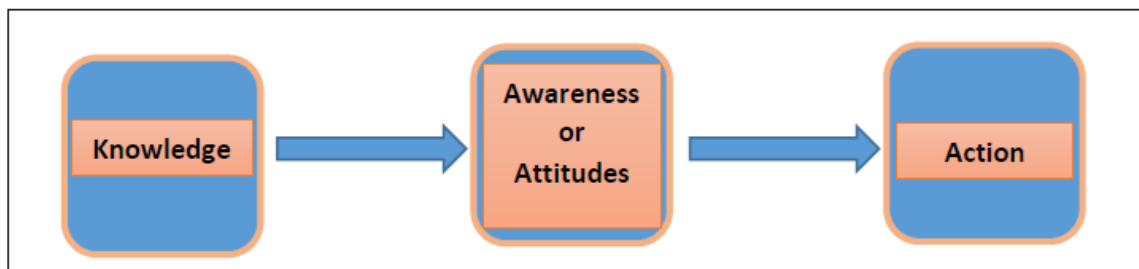 Knowledge
Awareness
or
Attitudes
Action